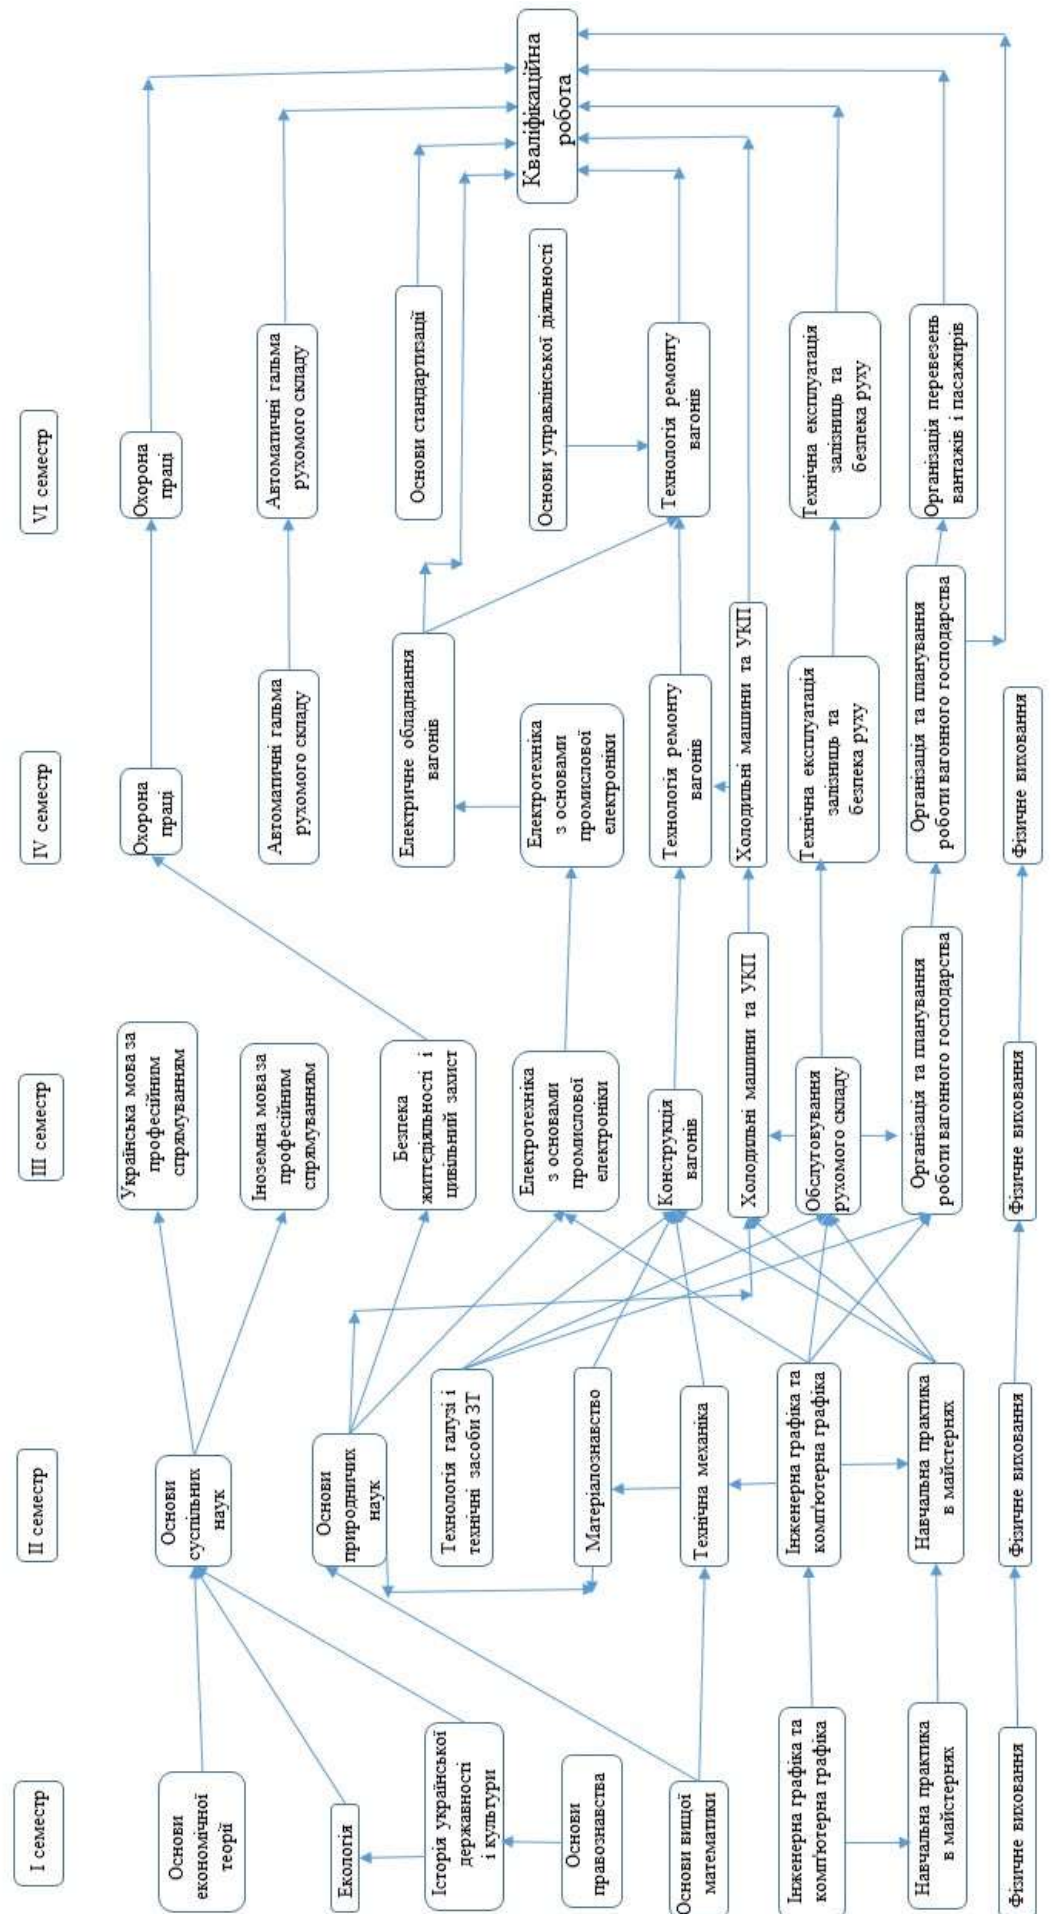 I семестр
Основи
економічної
теорії
Екологія
Історія української
державності
і культури
Основи
правознавства
Основи вищої
математики
Інженерна графіка та
комп'ютерна графіка
Навчальна практика
в майстернях
Фізичне виховання
II семестр
Основи
суспільних
наук
Основи
природничих
наук
Технологія галузі і
технічні засоби ЗТ
Матеріалознавство
Технічна механіка
Інженерна графіка та
комп'ютерна графіка
Навчальна практика
в майстернях
Фізичне виховання
III семестр
Українська мова за
професійним
спрямуванням
Іноземна мова за
професійним
спрямуванням
Безпека
життєдіяльності і
цивільний захист
Електротехніка
з основами
промислової
електроніки
Конструкція
вагонів
Холодильні машини та УКП
Обслуговування
рухомого складу
Організація та планування
роботи вагонного господарства
Фізичне виховання
IV семестр
Охорона
праці
Автоматичні гальма
рухомого складу
Електричне обладнання
вагонів
Електротехніка
з основами
промислової
електроніки
Технологія ремонту
вагонів
Холодильні машини та УКП
Технічна експлуатація
залізниць та
безпека руху
Організація та планування
роботи вагонного господарства
Фізичне виховання
VI семестр
Охорона
праці
Автоматичні гальма
рухомого складу
Основи стандартизації
Основи управлінської діяльності
Технологія ремонту
вагонів
Технічна експлуатація
залізниць та
безпека руху
Організація перевезень
вантажів і пасажирів
Кваліфікаційна
робота